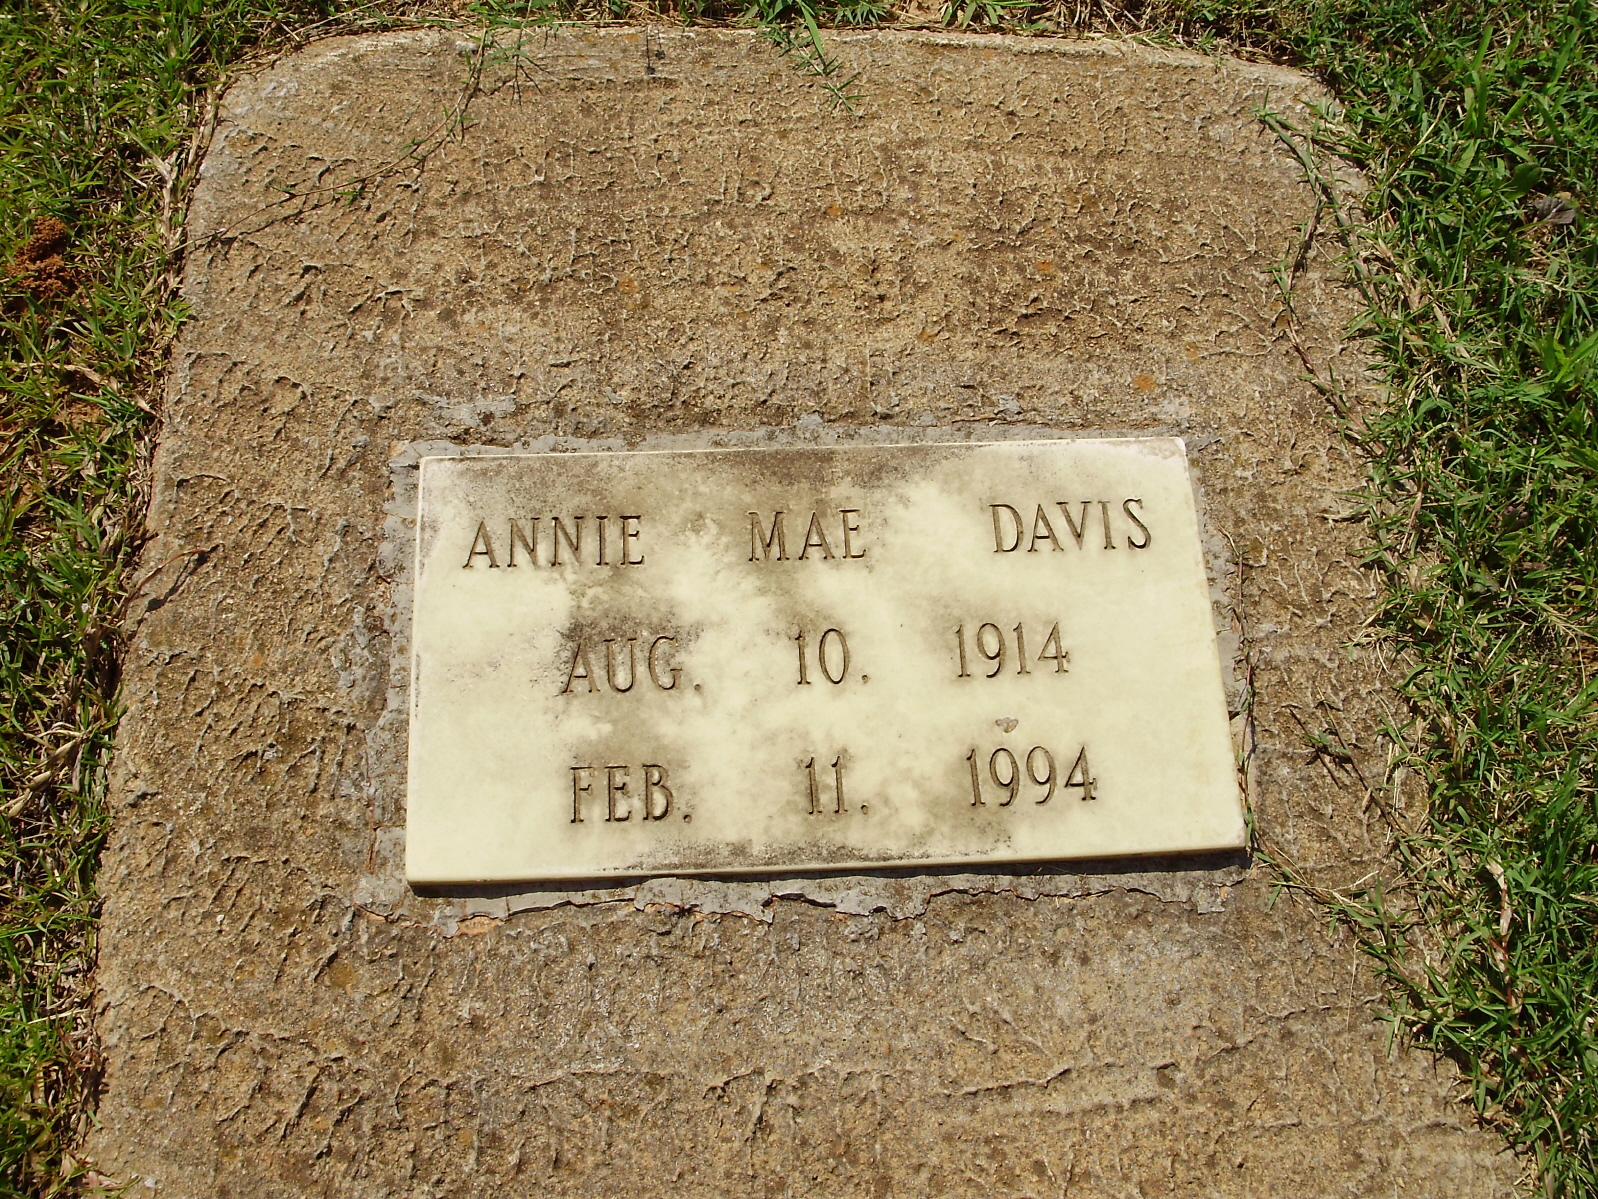 ANNIE MAE DAVIS
AUG. 10. 1914
FEB. 11. 1994